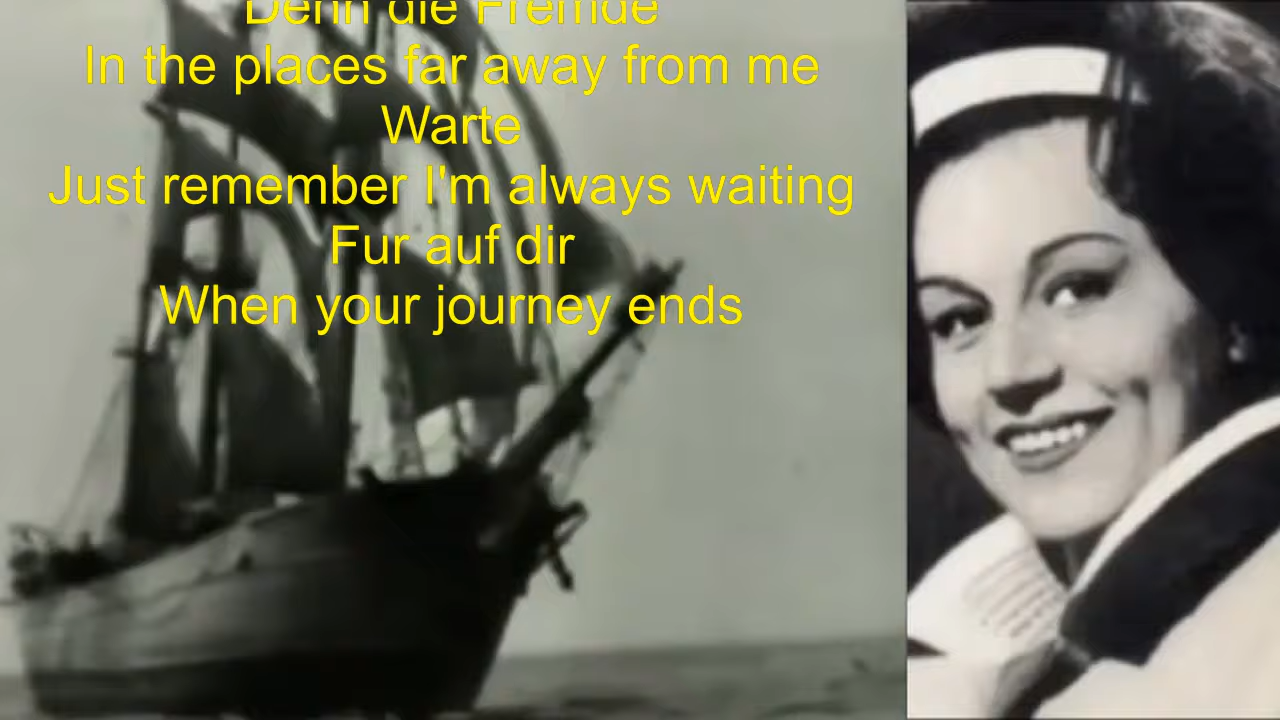 Denn die Fremde
In the places far away from me
Warte
Just remember I'm always waiting
Fur auf dir
When your journey ends